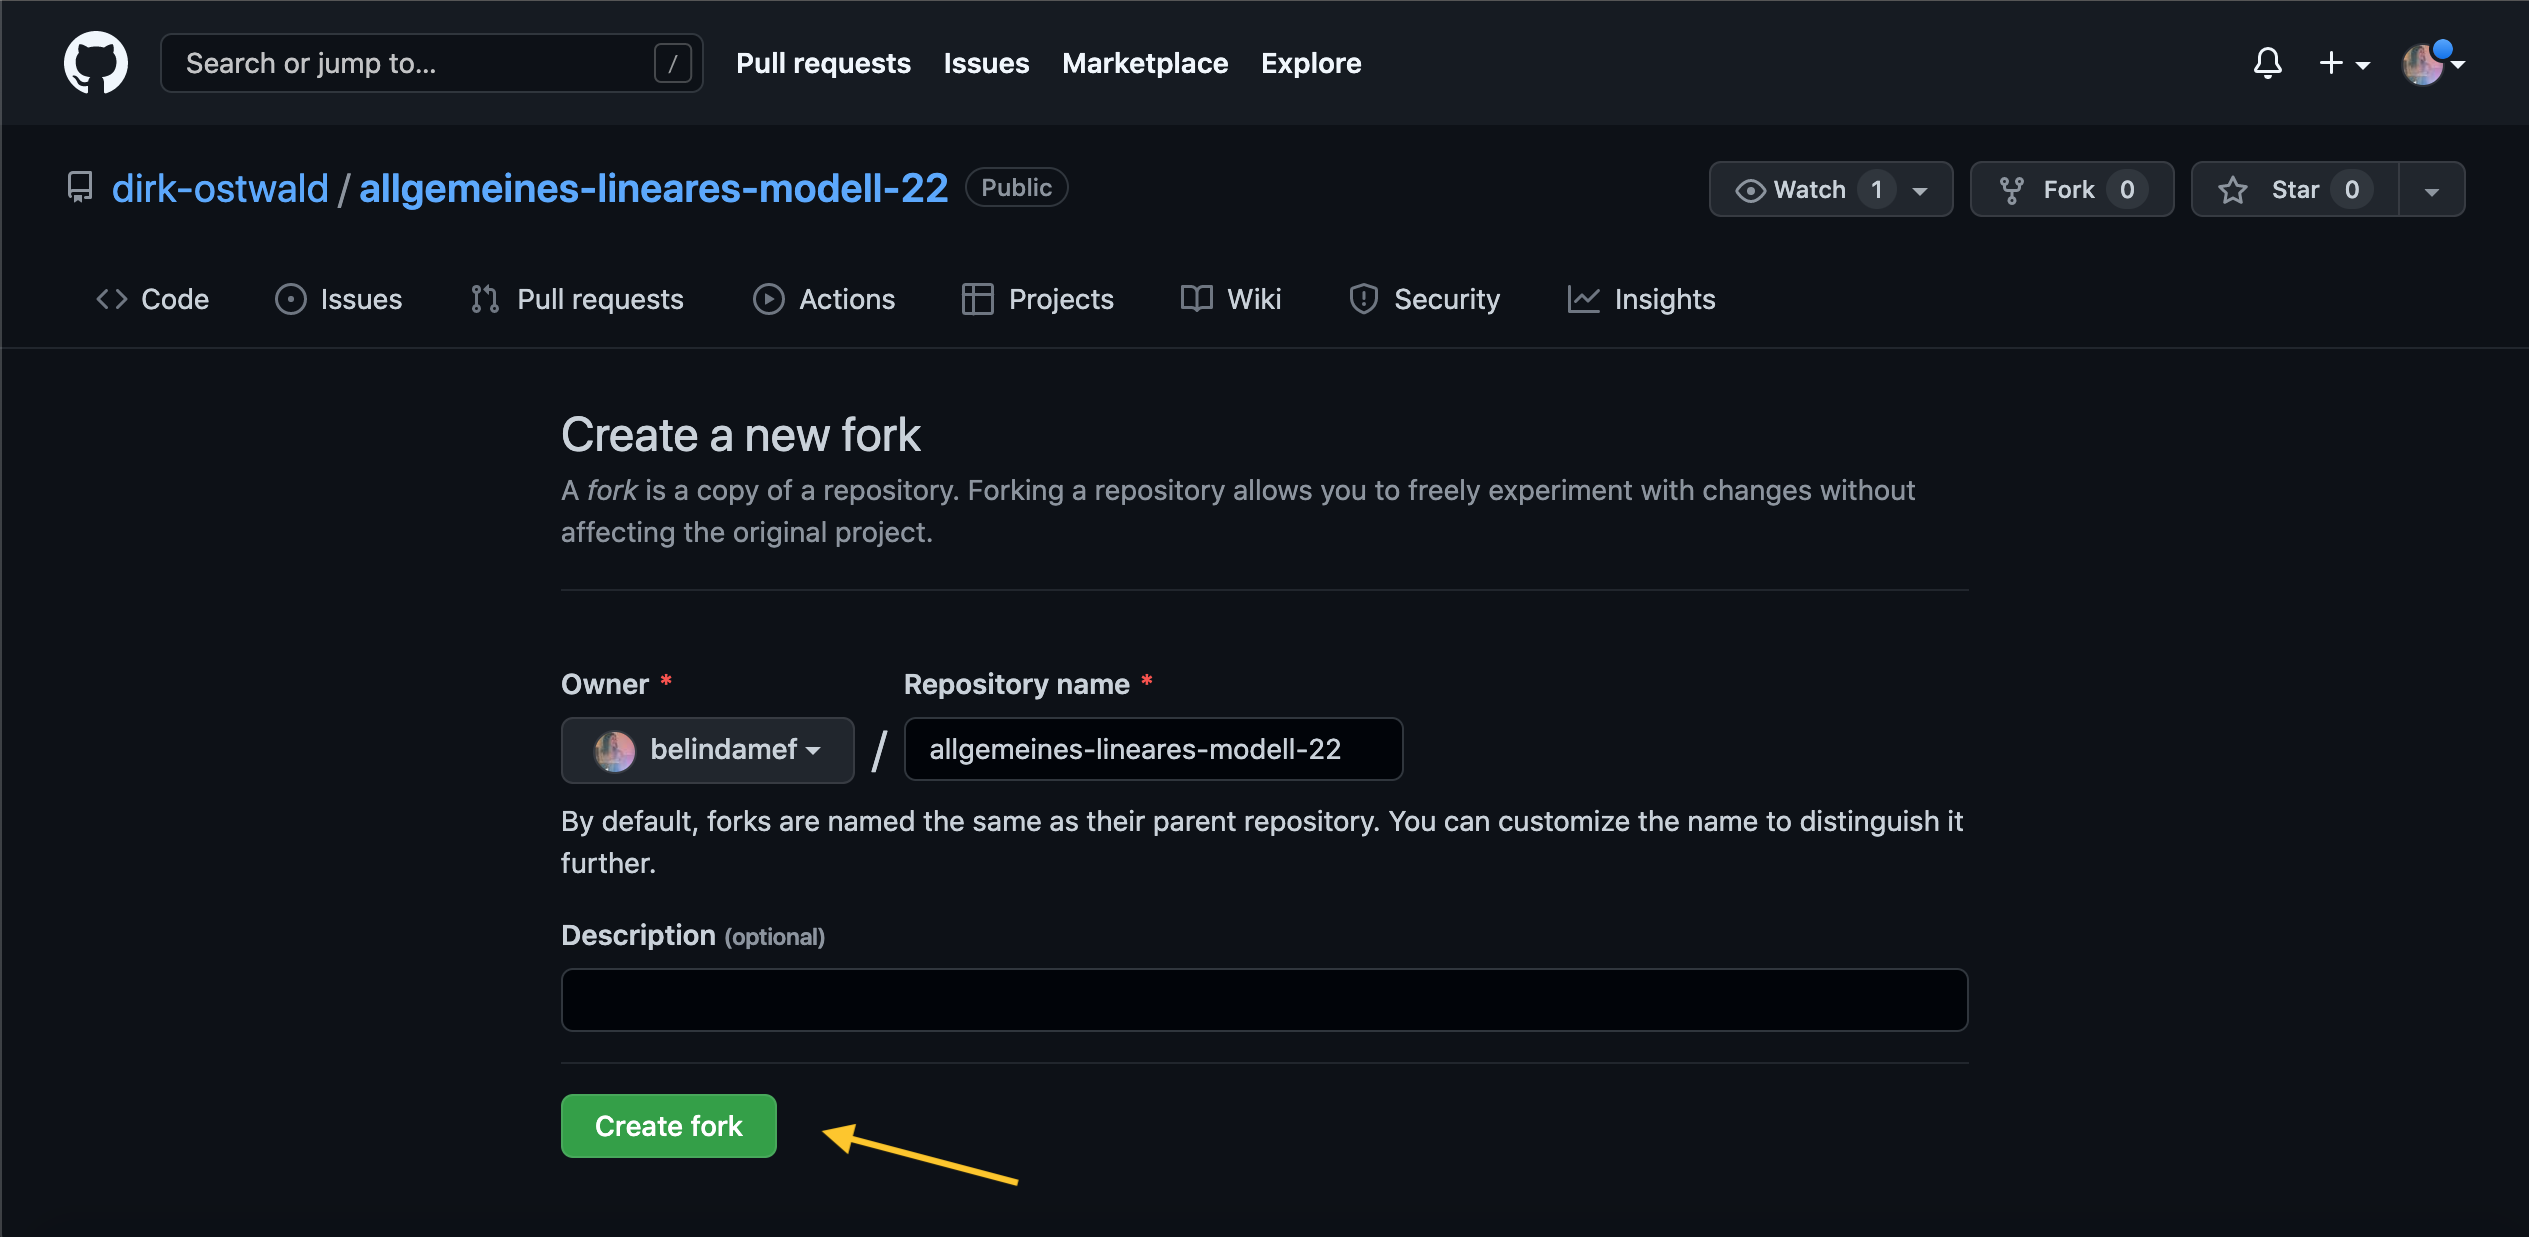 Search or jump to... /
Pull requests Issues Marketplace Explore
dirk-ostwald / allgemeines-lineares-modell-22 Public
Watch 1 Fork 0 Star 0
Code Issues Pull requests Actions Projects Wiki Security Insights
Create a new fork
A fork is a copy of a repository. Forking a repository allows you to freely experiment with changes without
affecting the original project.
Owner * Repository name *
belindamef / allgemeines-lineares-modell-22
By default, forks are named the same as their parent repository. You can customize the name to distinguish it
further.
Description (optional)
Create fork